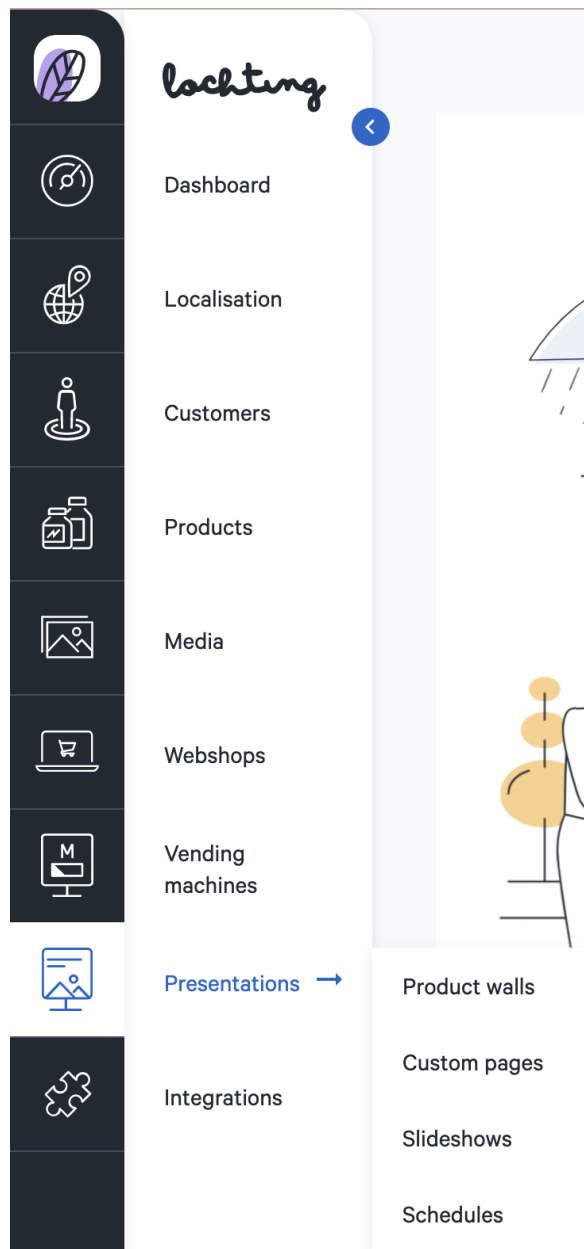 lochting
Dashboard
Localisation
Customers
Products
Media
Webshops
M
Vending
machines
Presentations
Product walls
Custom pages
Slideshows
Schedules
Integrations